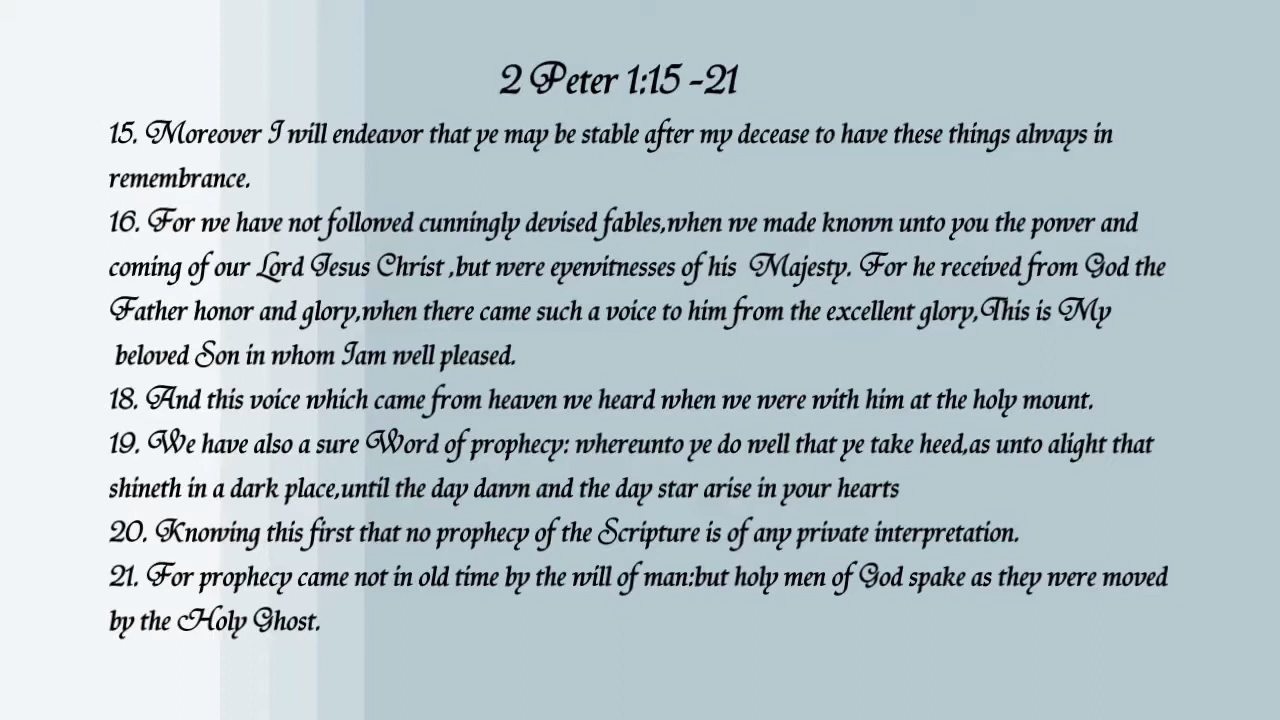 2 Peter 1:15 -21
15. Moreover I will endeavor that ye may be stable after my decease to have these things always in
remembrance.
16. For we have not followed cunningly devised fables,when we made known unto you the power and
coming of our Lord Jesus Christ ,but were eyewitnesses of his  Majesty. For he received from God the
Father honor and glory,when there came such a voice to him from the excellent glory,This is My
beloved Son in whom Iam well pleased.
18. And this voice which came from heaven we heard when we were with him at the holy mount.
19. We have also a sure Word of prophecy: whereunto ye do well that ye take heed,as unto alight that
shineth in a dark place,until the day dawn and the day star arise in your hearts
20. Knowing this first that no prophecy of the Scripture is of any private interpretation.
21. For prophecy came not in old time by the will of man:but holy men of God spake as they were moved
by the Holy Ghost.